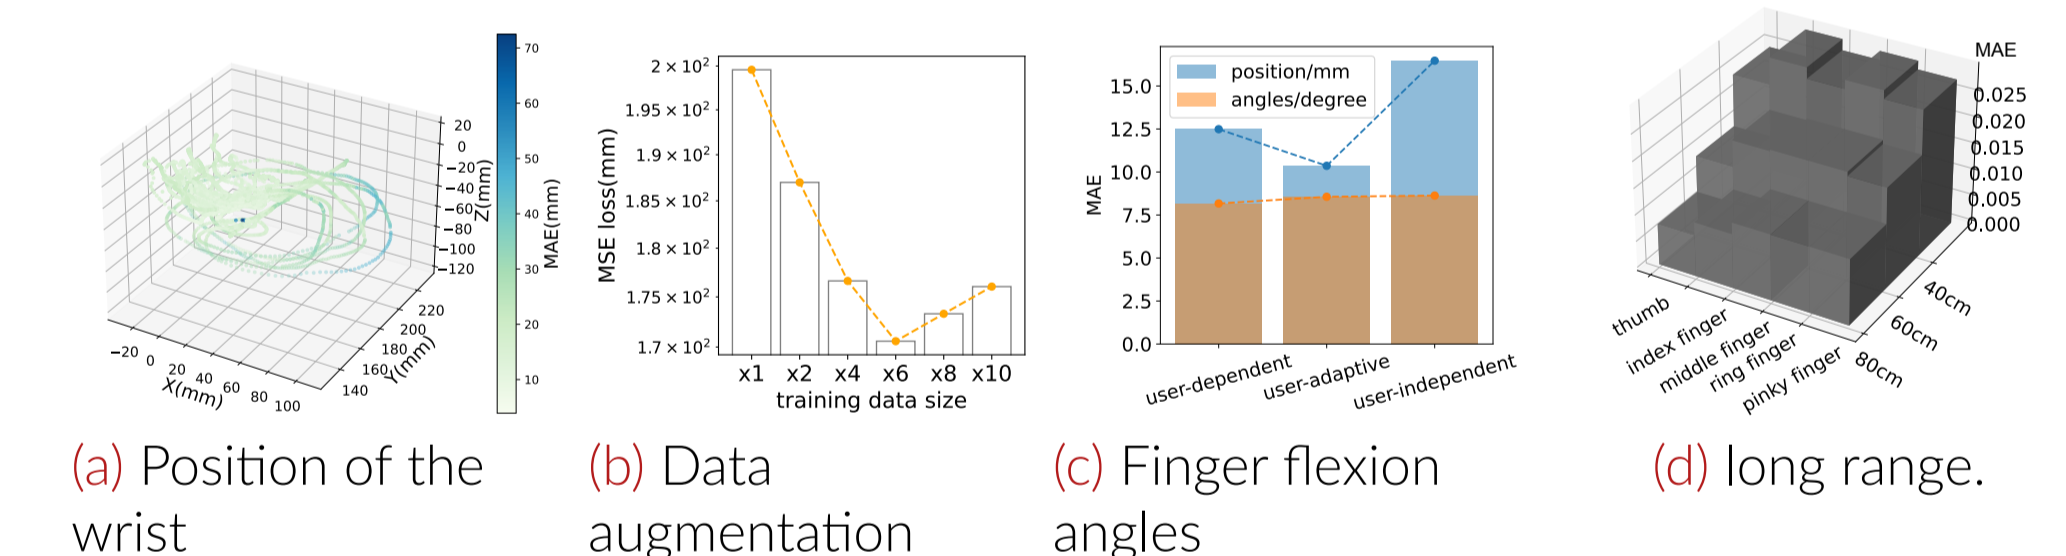 70
60
50
40
30
20
10
MAE(mm)
20
0
−20
−40
−60
−80
−100
−120
Z(mm)
220
200
180
160
140
Y(mm)
−20
0
20
40
60
80
100
X(mm)
(a) Position of the
wrist
2 × 10²
1.95 × 10²
1.9 × 10²
1.85 × 10²
1.8 × 10²
1.75 × 10²
1.7 × 10²
MSE loss(mm)
x1 x2 x4 x6 x8 x10
training data size
(b) Data
augmentation
position/mm
angles/degree
15.0
12.5
10.0
7.5
5.0
2.5
0.0
MAE
user-dependent
user-adaptive
user-independent
(c) Finger flexion
angles
MAE
0.025
0.020
0.015
0.010
0.005
0.000
40cm
60cm
80cm
thumb
index finger
middle finger
ring finger
pinky finger
(d) long range.